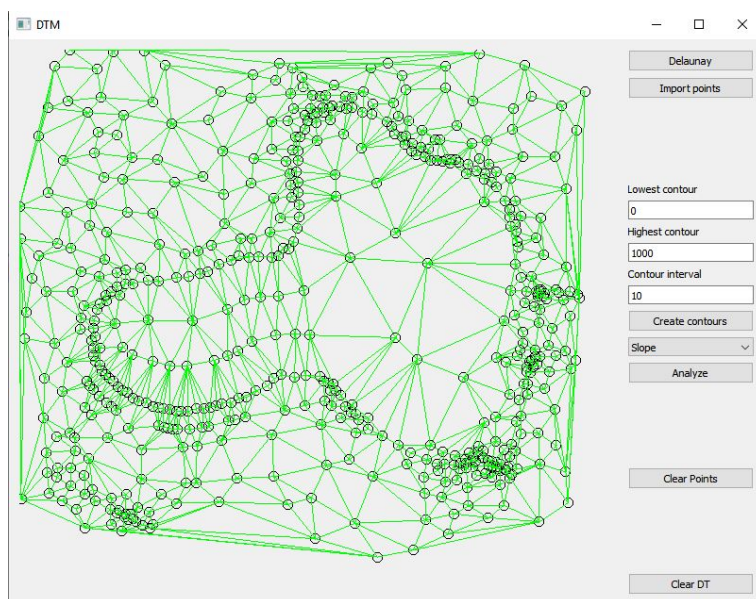 DTM
Delaunay
Import points
Lowest contour
0
Highest contour
1000
Contour interval
10
Create contours
Slope
Analyze
Clear Points
Clear DT